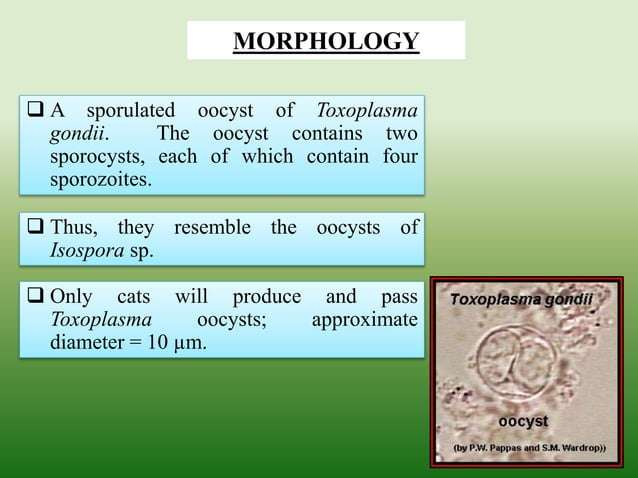 MORPHOLOGY
❑ A sporulated oocyst of Toxoplasma
gondii. The oocyst contains two
sporocysts, each of which contain four
sporozoites.
❑ Thus, they resemble the oocysts of
Isospora sp.
❑ Only cats will produce and pass
Toxoplasma oocysts; approximate
diameter = 10 µm.
Toxoplasma gondii
oocyst
(by P.W. Pappas and S.M. Wardrop))